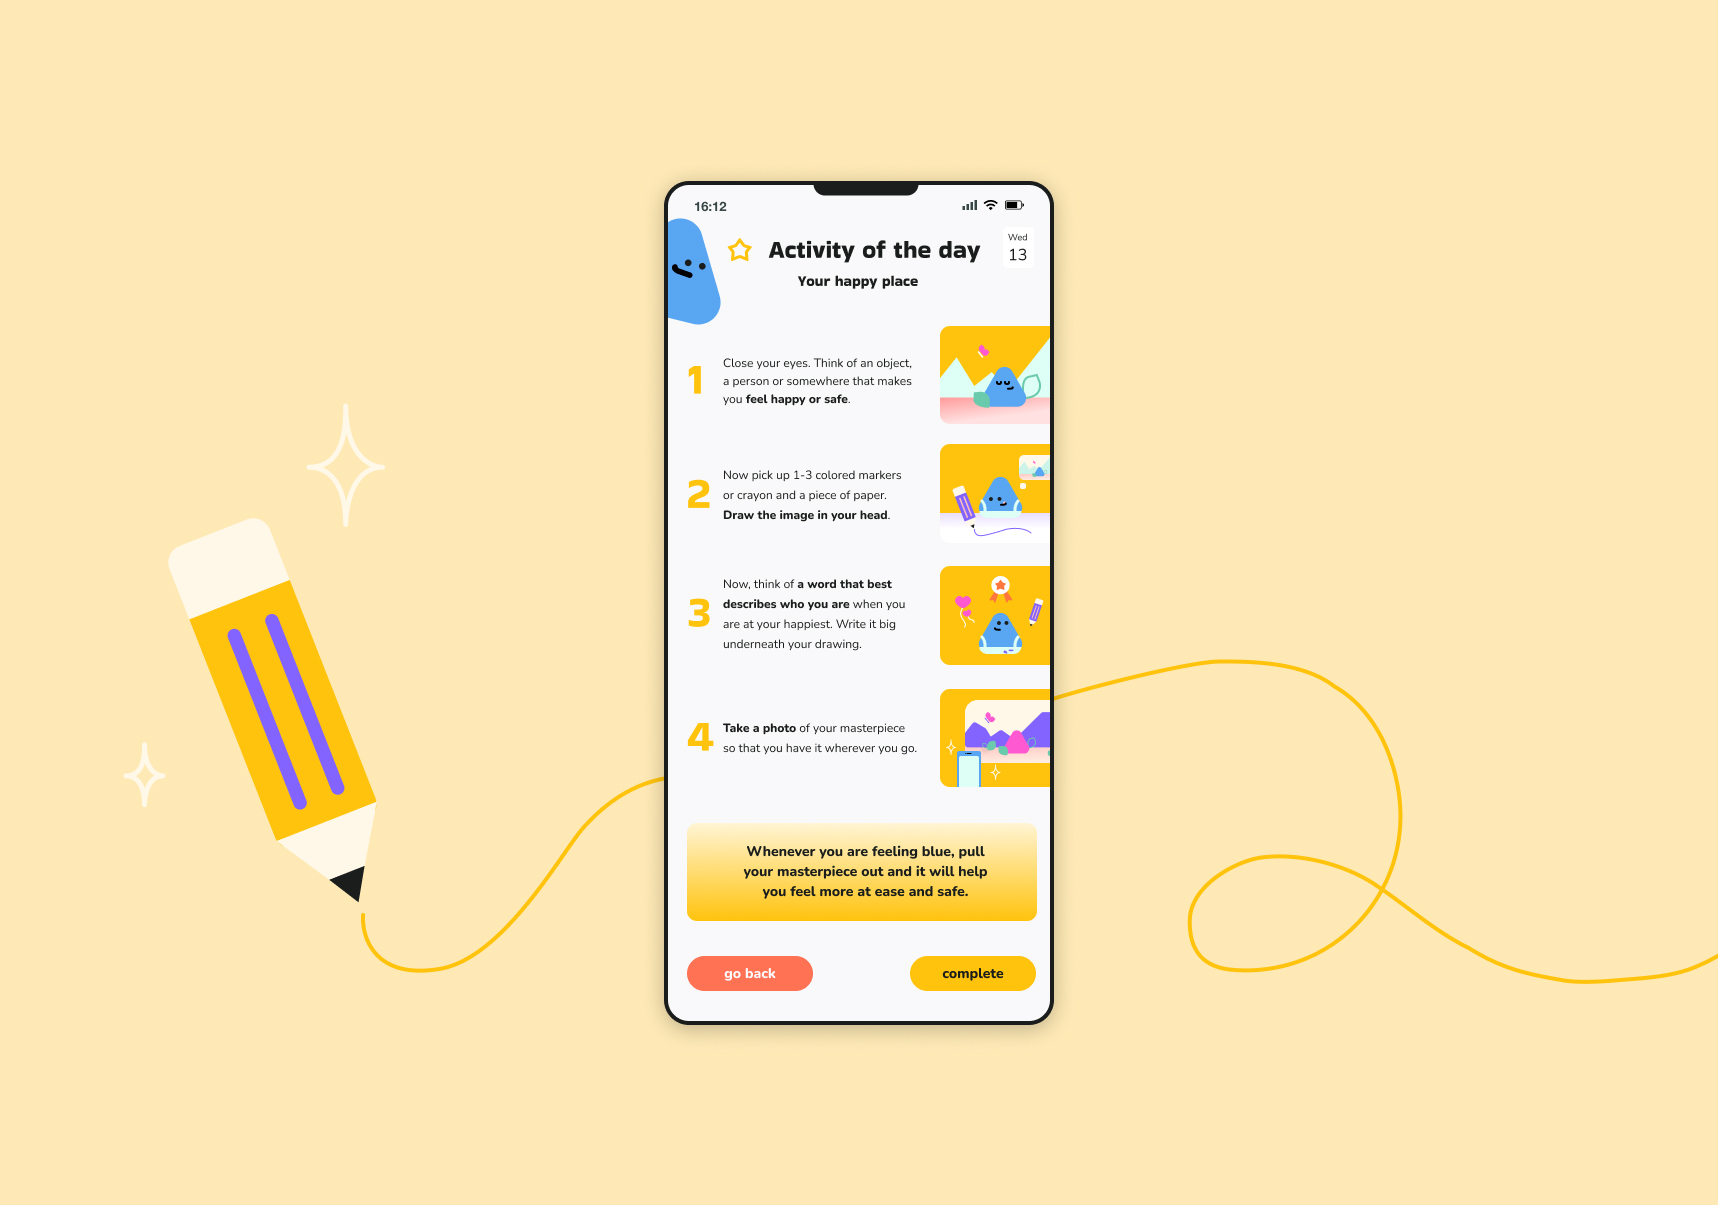 16:12
Activity of the day
Wed
13
Your happy place
1
Close your eyes. Think of an object,
a person or somewhere that makes
you feel happy or safe.
2
Now pick up 1-3 colored markers
or crayon and a piece of paper.
Draw the image in your head.
3
Now, think of a word that best
describes who you are when you
are at your happiest. Write it big
underneath your drawing.
4
Take a photo of your masterpiece
so that you have it wherever you go.
Whenever you are feeling blue, pull
your masterpiece out and it will help
you feel more at ease and safe.
go back
complete